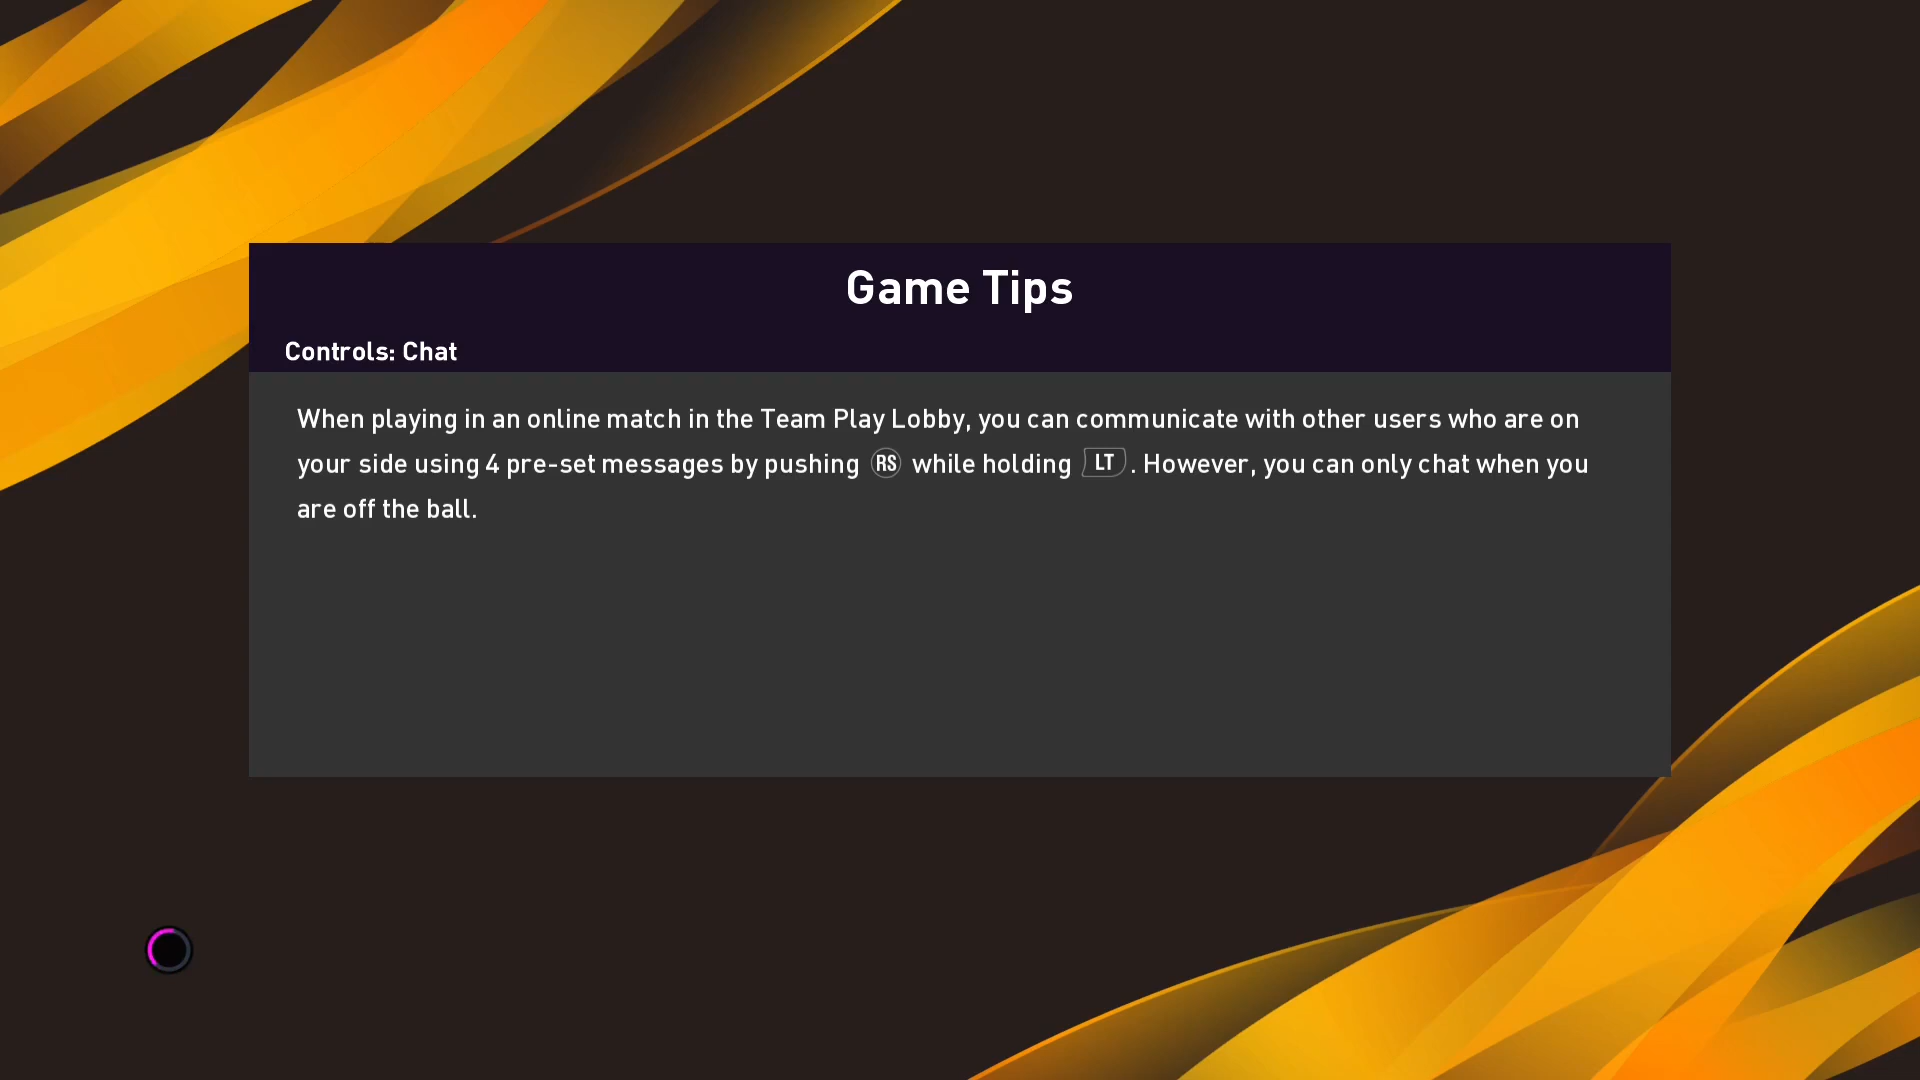 Game Tips
Controls: Chat
When playing in an online match in the Team Play Lobby, you can communicate with other users who are on
your side using 4 pre-set messages by pushing RS while holding LT . However, you can only chat when you
are off the ball.